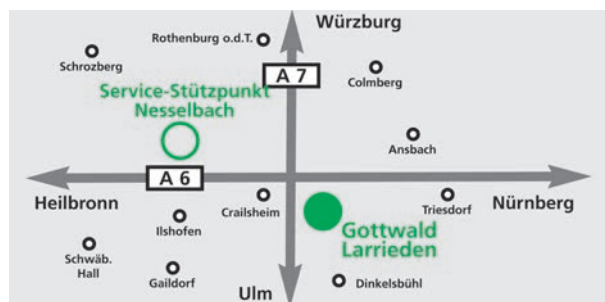 Würzburg
Rothenburg o.d.T.
Schrozberg
A 7
Colmberg
Service-Stützpunkt
Nesselbach
Ansbach
A 6
Heilbronn
Crailsheim
Triesdorf
Nürnberg
Ilshofen
Gottwald
Larrieden
Schwäb.
Hall
Gaildorf
Ulm
Dinkelsbühl